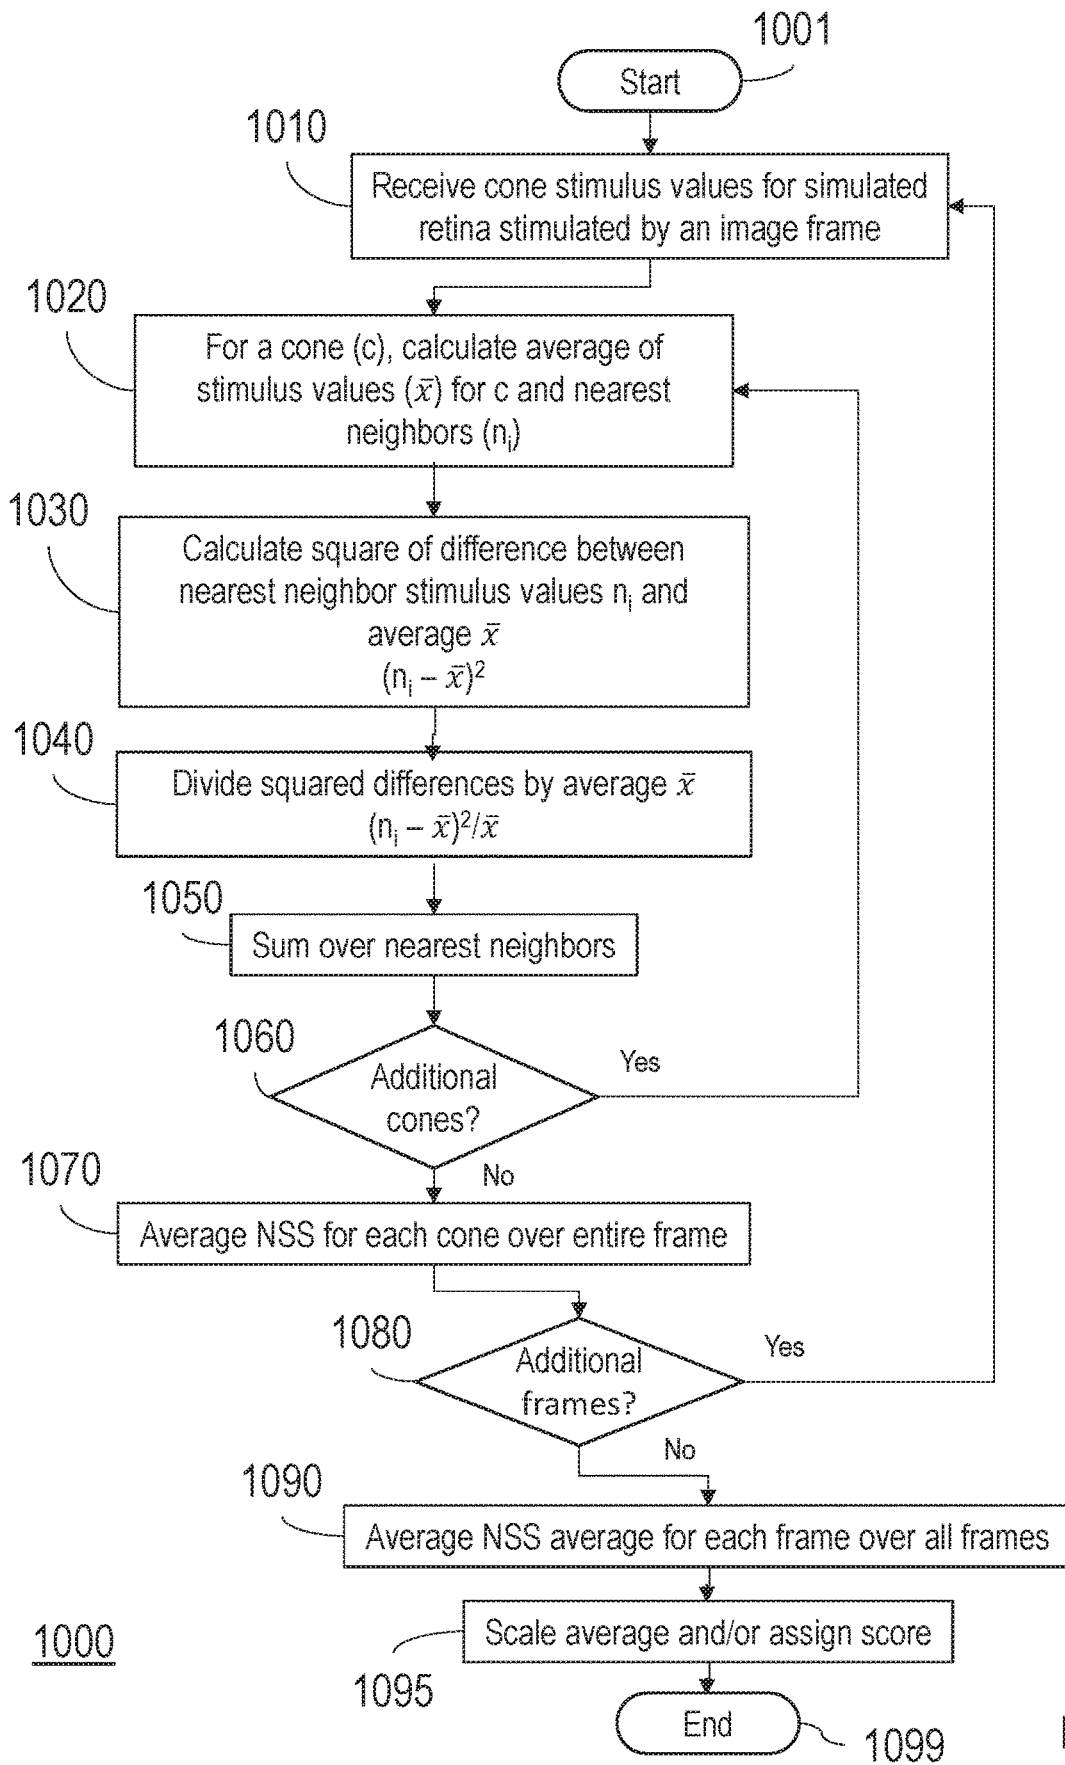 1001
Start
1010
Receive cone stimulus values for simulated
retina stimulated by an image frame
1020
For a cone (c), calculate average of
stimulus values (x̄) for c and nearest
neighbors (nᵢ)
1030
Calculate square of difference between
nearest neighbor stimulus values nᵢ and
average x̄
(nᵢ – x̄)²
1040
Divide squared differences by average x̄
(nᵢ – x̄)²/x̄
1050
Sum over nearest neighbors
1060
Additional
cones?
Yes
No
1070
Average NSS for each cone over entire frame
1080
Additional
frames?
Yes
No
1090
Average NSS average for each frame over all frames
1000
Scale average and/or assign score
1095
End
1099